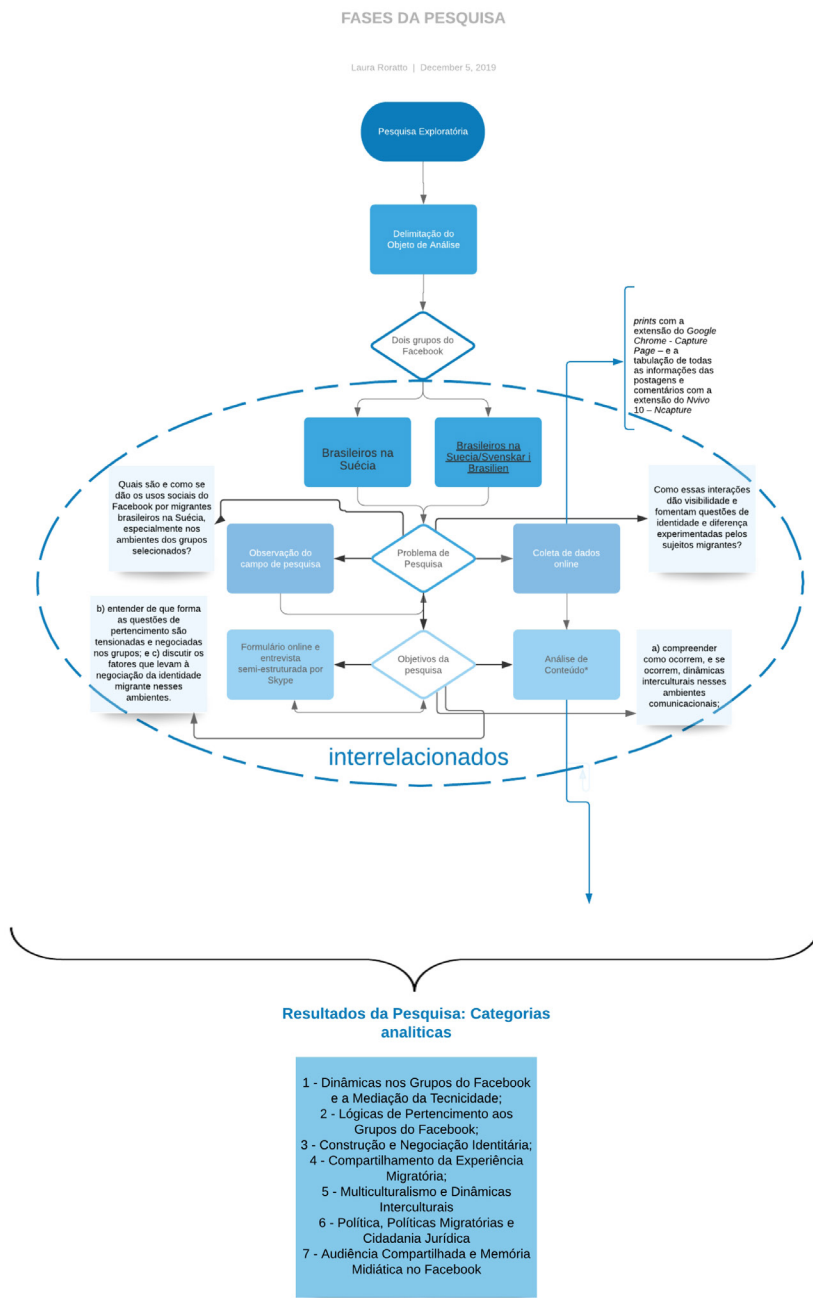 FASES DA PESQUISA
Laura Roratto | December 5, 2019
Pesquisa Exploratória
Delimitação do
Objeto de Análise
Dois grupos do
Facebook
prints com a
extensão do Google
Chrome - Capture
Page – e a
tabulação de todas
as informações das
postagens e
comentários com a
extensão do Nvivo
10 – Ncapture
Brasileiros na
Suécia
Brasileiros na
Suecia/Svenskar i
Brasilien
Quais são e como se
dão os usos sociais do
Facebook por migrantes
brasileiros na Suécia,
especialmente nos
ambientes dos grupos
selecionados?
Como essas interações
dão visibilidade e
fomentam questões de
identidade e diferença
experimentadas pelos
sujeitos migrantes?
Observação do
campo de pesquisa
Problema de
Pesquisa
Coleta de dados
online
b) entender de que forma
as questões de
pertencimento são
tensionadas e negociadas
nos grupos; e c) discutir os
fatores que levam à
negociação da identidade
migrante nesses
ambientes.
Formulário online e
entrevista
semi-estruturada por
Skype
Objetivos da
pesquisa
Análise de
Conteúdo*
a) compreender
como ocorrem, e se
ocorrem, dinâmicas
interculturais nesses
ambientes
comunicacionais;
interrelacionados
Resultados da Pesquisa: Categorias
analiticas
1 - Dinâmicas nos Grupos do Facebook
e a Mediação da Tecnicidade;
2 - Lógicas de Pertencimento aos
Grupos do Facebook;
3 - Construção e Negociação Identitária;
4 - Compartilhamento da Experiência
Migratória;
5 - Multiculturalismo e Dinâmicas
Interculturais
6 - Política, Políticas Migratórias e
Cidadania Jurídica
7 - Audiência Compartilhada e Memória
Midiática no Facebook